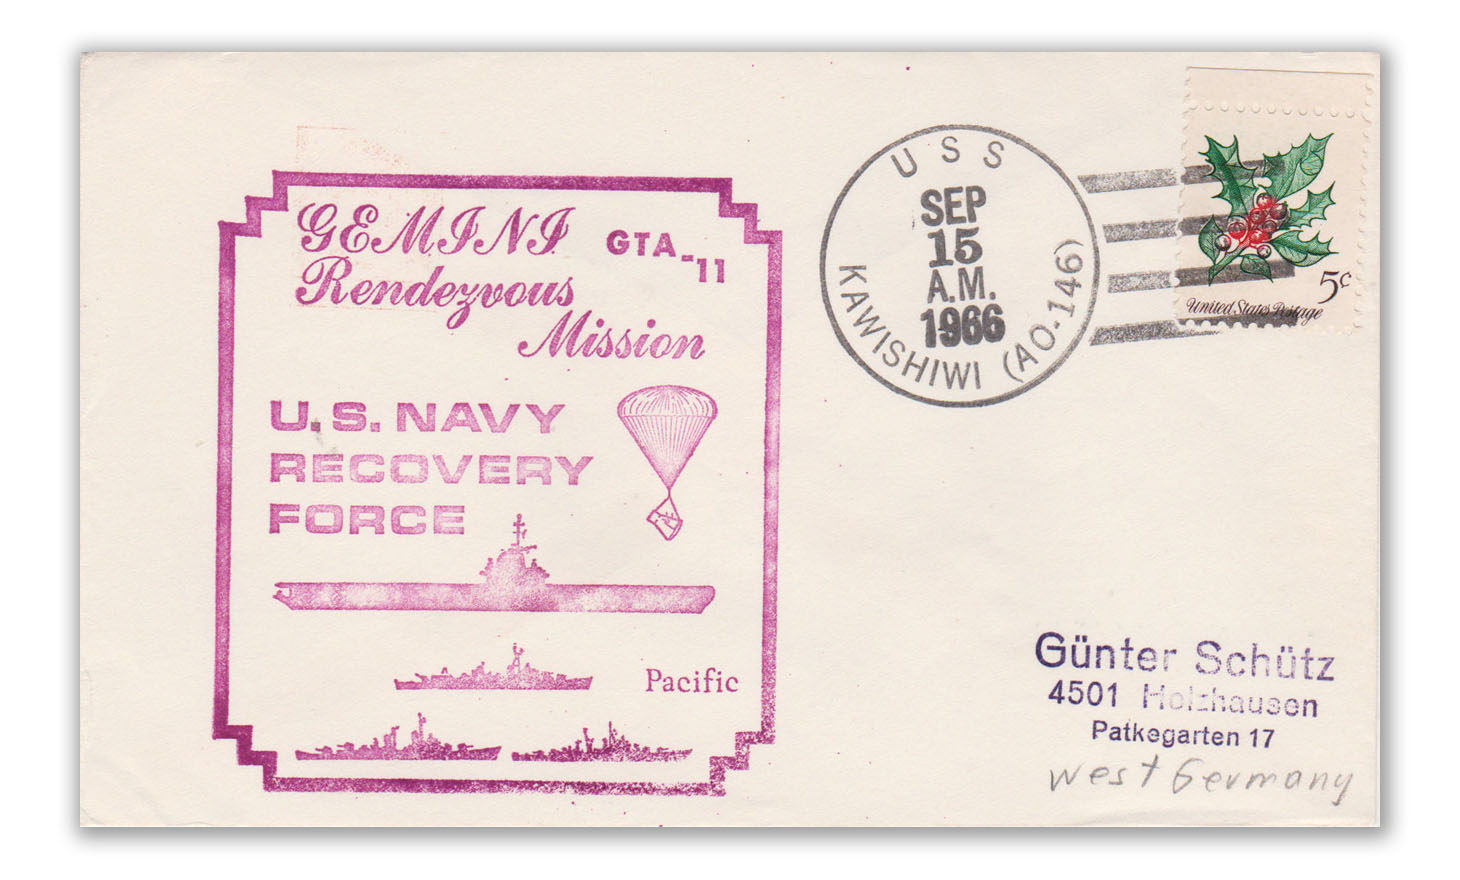 GEMINI GTA-11
Rendezvous
Mission
U.S. NAVY
RECOVERY
FORCE
Pacific
USS
KAWISHIWI (AO-146)
SEP
15
A.M.
1966
5c
United States Postage
Günter Schütz
4501 Holzhausen
Patkegarten 17
West Germany